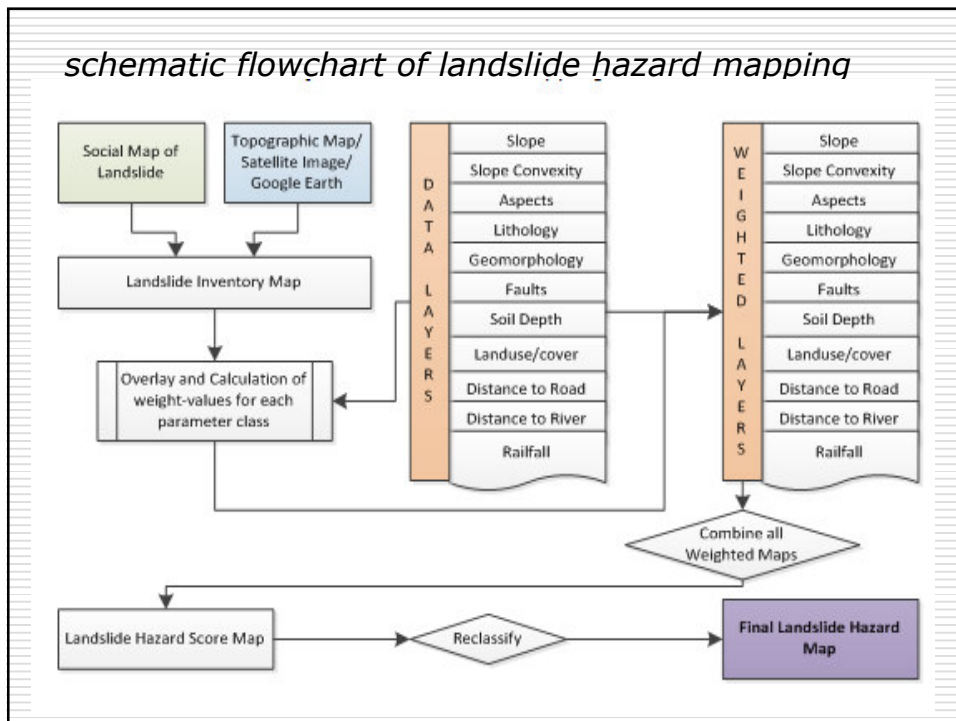 schematic flowchart of landslide hazard mapping
Social Map of
Landslide
Topographic Map/
Satellite Image/
Google Earth
Landslide Inventory Map
Overlay and Calculation of
weight-values for each
parameter class
DATA LAYERS
Slope
Slope Convexity
Aspects
Lithology
Geomorphology
Faults
Soil Depth
Landuse/cover
Distance to Road
Distance to River
Railfall
WEIGHTED LAYERS
Slope
Slope Convexity
Aspects
Lithology
Geomorphology
Faults
Soil Depth
Landuse/cover
Distance to Road
Distance to River
Railfall
Combine all
Weighted Maps
Landslide Hazard Score Map
Reclassify
Final Landslide Hazard
Map